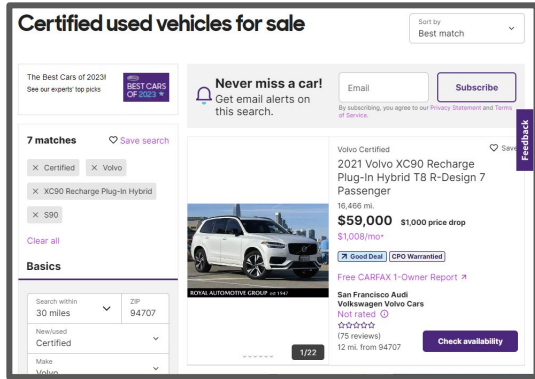 Certified used vehicles for sale
Sort by
Best match
The Best Cars of 2023!
See our experts' top picks
BEST CARS
OF 2023
Never miss a car!
Get email alerts on
this search.
Email
Subscribe
By subscribing, you agree to our Privacy Statement and Terms
of Service.
Feedback
7 matches
Save search
Certified
Volvo
XC90 Recharge Plug-In Hybrid
S90
Clear all
Basics
Search within
30 miles
ZIP
94707
New/used
Certified
Make
Volvo
ROYAL AUTOMOTIVE GROUP est 1947
1/22
Volvo Certified
Save
2021 Volvo XC90 Recharge
Plug-In Hybrid T8 R-Design 7
Passenger
16,466 mi.
$59,000 $1,000 price drop
$1,008/mo*
Good Deal
CPO Warrantied
Free CARFAX 1-Owner Report
San Francisco Audi
Volkswagen Volvo Cars
Not rated
(75 reviews)
12 mi. from 94707
Check availability